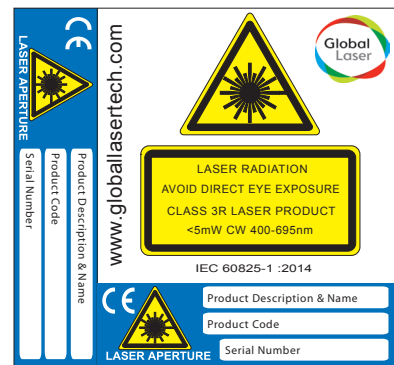 CE
LASER APERTURE
Serial Number
Product Code
Product Description & Name
www.globallasertech.com
Global
Laser
LASER RADIATION
AVOID DIRECT EYE EXPOSURE
CLASS 3R LASER PRODUCT
<5mW CW 400-695nm
IEC 60825-1 :2014
CE
LASER APERTURE
Product Description & Name
Product Code
Serial Number